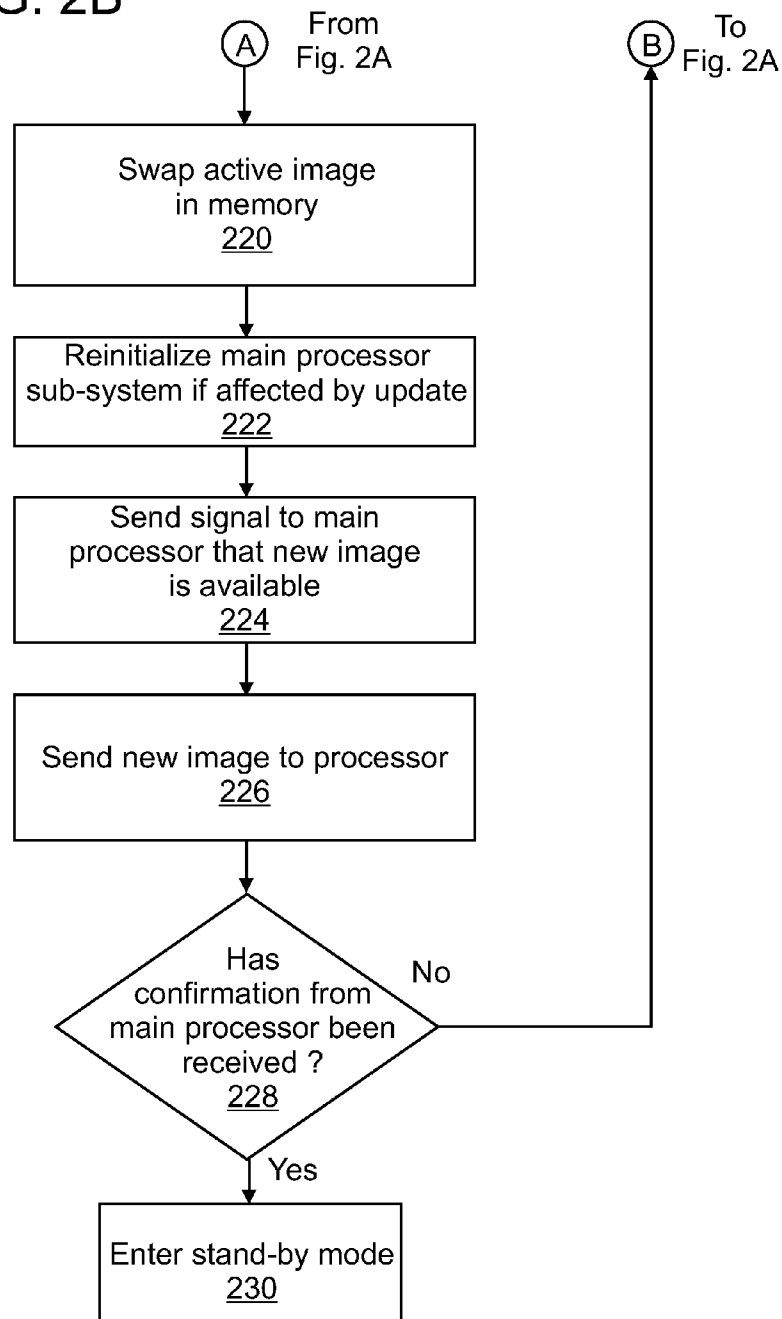 G. 2B
A
From
Fig. 2A
B
To
Fig. 2A
Swap active image
in memory
220
Reinitialize main processor
sub-system if affected by update
222
Send signal to main
processor that new image
is available
224
Send new image to processor
226
Has
confirmation from
main processor been
received ?
228
No
Yes
Enter stand-by mode
230